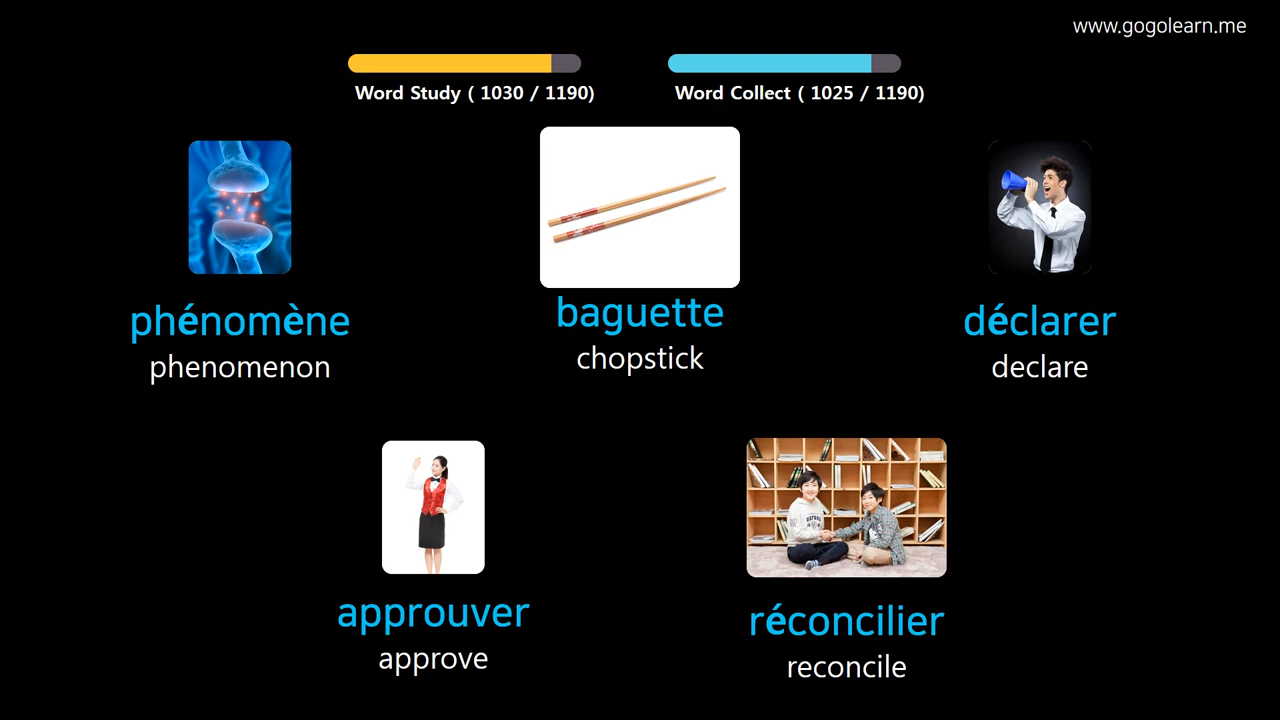 www.gogolearn.me
Word Study ( 1030 / 1190)
Word Collect ( 1025 / 1190)
phénomène
phenomenon
baguette
chopstick
déclarer
declare
approuver
approve
réconcilier
reconcile